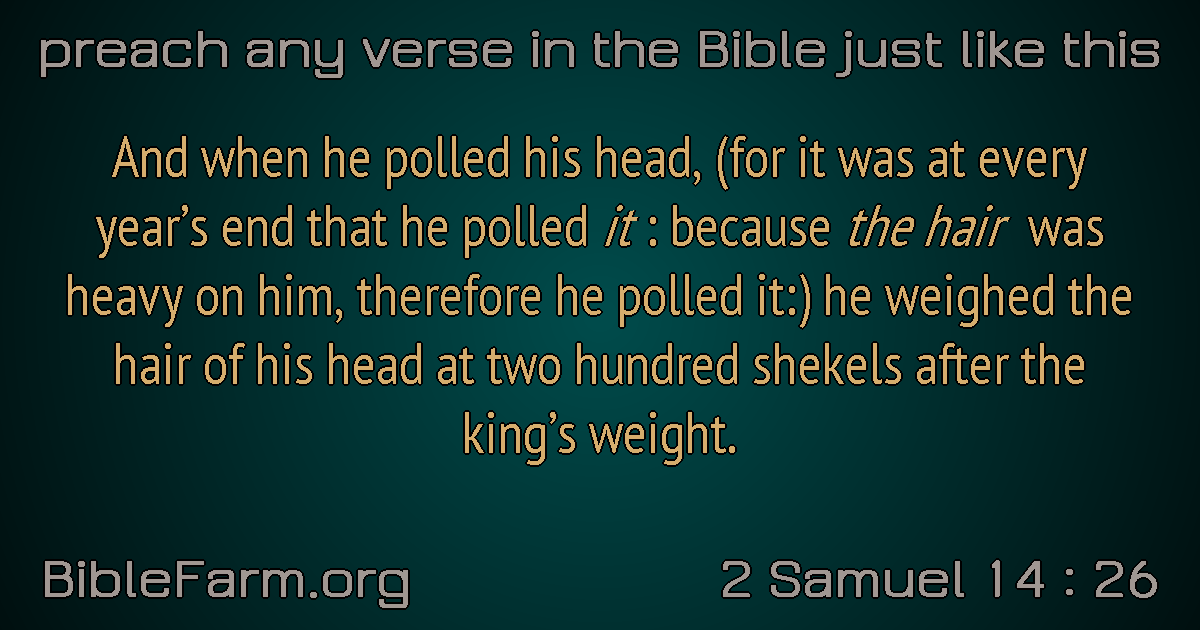 preach any verse in the Bible just like this
And when he polled his head, (for it was at every
year’s end that he polled it : because the hair was
heavy on him, therefore he polled it:) he weighed the
hair of his head at two hundred shekels after the
king’s weight.
BibleFarm.org
2 Samuel 14 : 26